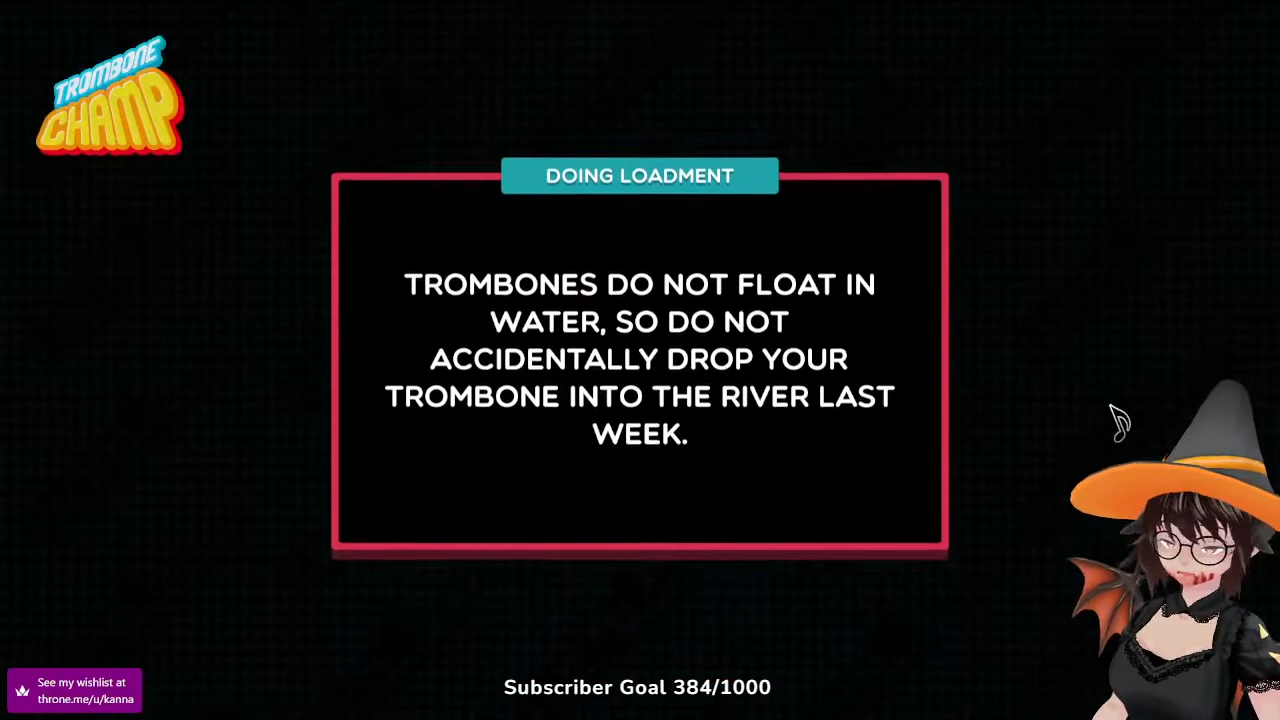 TROMBONE
CHAMP
DOING LOADMENT
TROMBONES DO NOT FLOAT IN
WATER, SO DO NOT
ACCIDENTALLY DROP YOUR
TROMBONE INTO THE RIVER LAST
WEEK.
See my wishlist at
throne.me/u/kanna
Subscriber Goal 384/1000